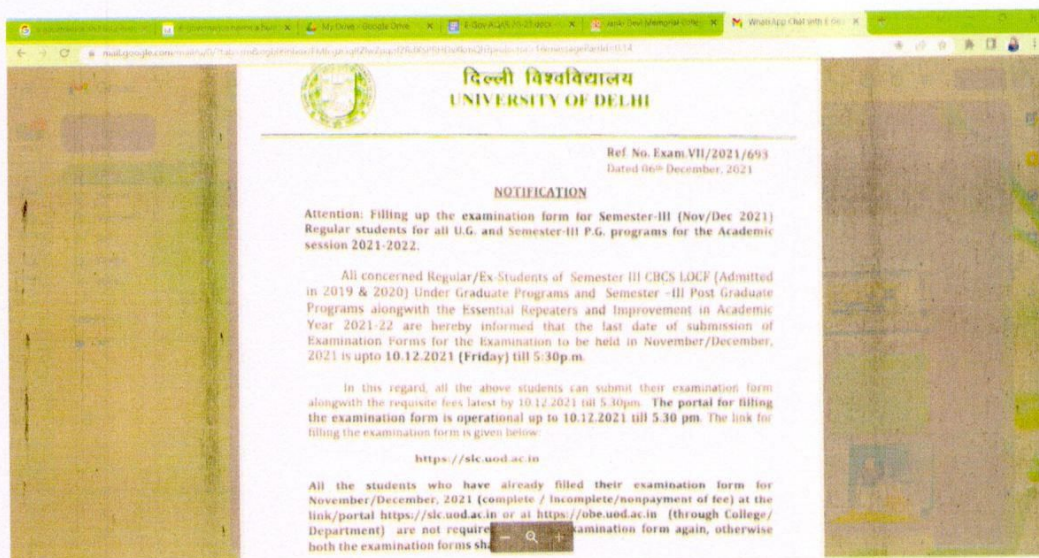 My Drive - Google Drive
WhatsApp Chat with E
दिल्ली विश्वविद्यालय
UNIVERSITY OF DELHI
Ref No. Exam.VII/2021/693
Dated 06th December, 2021
NOTIFICATION
Attention: Filling up the examination form for Semester-III (Nov/Dec 2021)
Regular students for all U.G. and Semester-III P.G. programs for the Academic
session 2021-2022.
All concerned Regular/Ex-Students of Semester III CBCS LOCF (Admitted
in 2019 & 2020) Under Graduate Programs and Semester -III Post Graduate
Programs alongwith the Essential Repeaters and Improvement in Academic
Year 2021-22 are hereby informed that the last date of submission of
Examination Forms for the Examination to be held in November/December,
2021 is upto 10.12.2021 (Friday) till 5:30p.m.
In this regard, all the above students can submit their examination form
alongwith the requisite fees latest by 10.12.2021 till 5.30pm. The portal for filling
the examination form is operational up to 10.12.2021 till 5.30 pm. The link for
filling the examination form is given below:
https://slc.uod.ac.in
All the students who have already filled their examination form for
November/December, 2021 (complete / incomplete/nonpayment of fee) at the
link/portal https://slc.uod.ac.in or at https://obe.uod.ac.in (through College/
Department) are not require examination form again, otherwise
both the examination forms sha